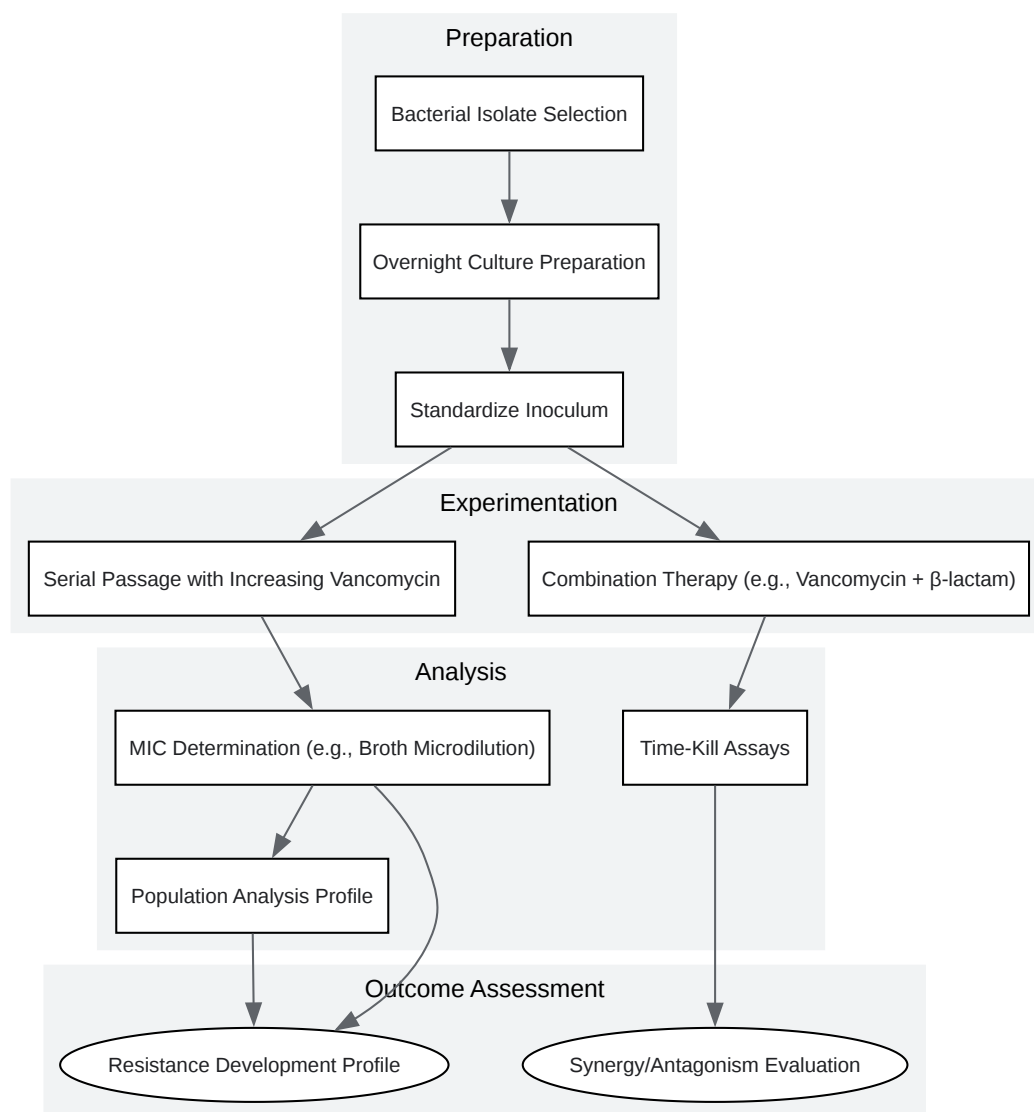 Preparation
Bacterial Isolate Selection
Overnight Culture Preparation
Standardize Inoculum
Experimentation
Serial Passage with Increasing Vancomycin
Combination Therapy (e.g., Vancomycin + β-lactam)
Analysis
MIC Determination (e.g., Broth Microdilution)
Time-Kill Assays
Population Analysis Profile
Outcome Assessment
Resistance Development Profile
Synergy/Antagonism Evaluation